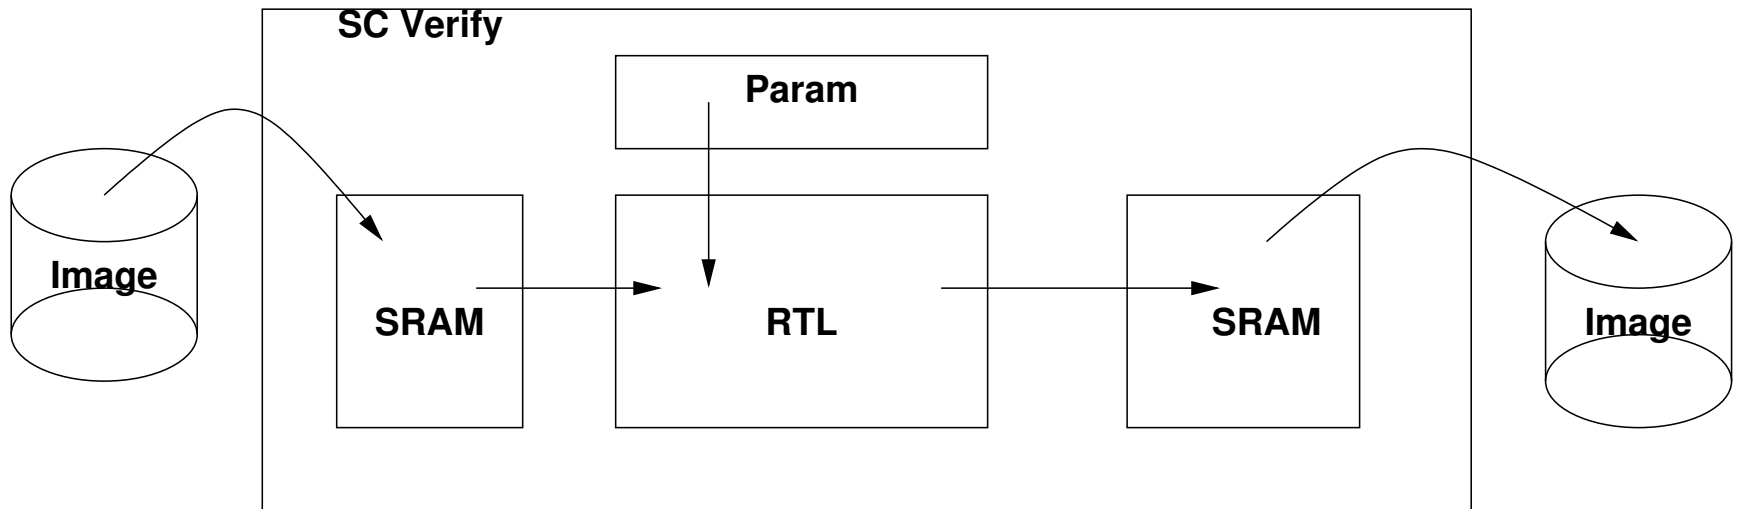 SC Verify
Param
Image
SRAM
RTL
SRAM
Image